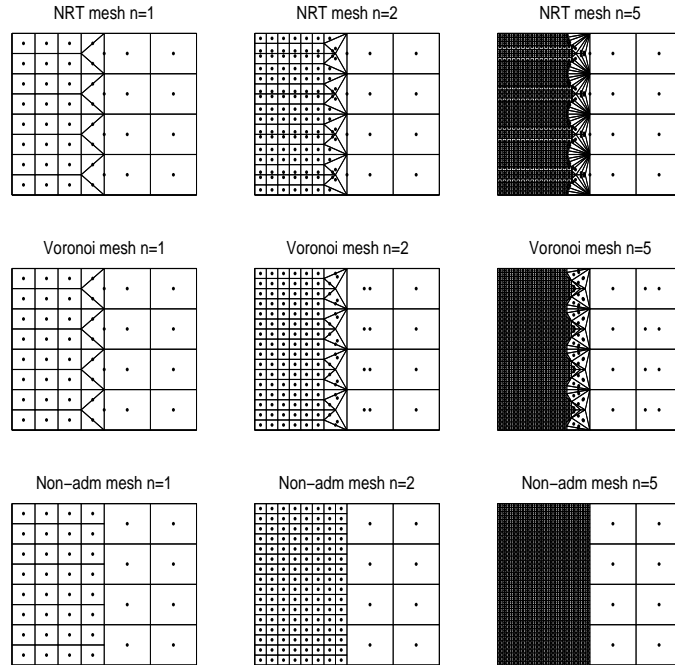 NRT mesh n=1
NRT mesh n=2
NRT mesh n=5
Voronoi mesh n=1
Voronoi mesh n=2
Voronoi mesh n=5
Non−adm mesh n=1
Non−adm mesh n=2
Non−adm mesh n=5